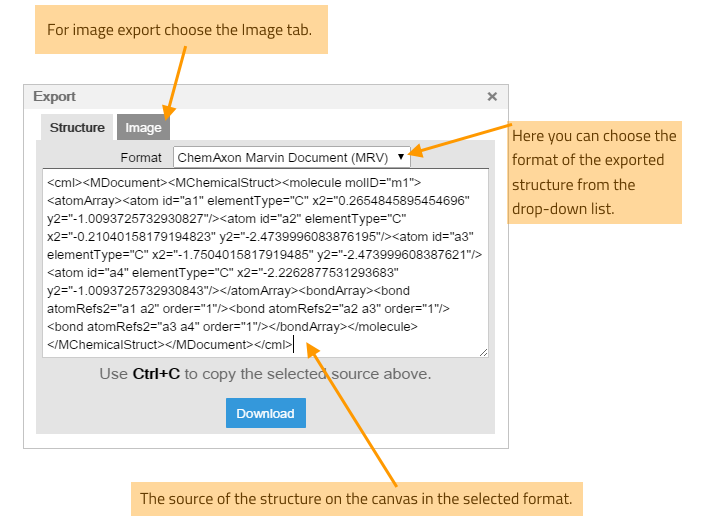 For image export choose the Image tab.
Export ×
Structure Image
Format ChemAxon Marvin Document (MRV) ▼
Here you can choose the
format of the exported
structure from the
drop-down list.
<cml><MDocument><MChemicalStruct><molecule molID="m1">
<atomArray><atom id="a1" elementType="C" x2="0.2654845895454696"
y2="-1.0093725732930827"/><atom id="a2" elementType="C"
x2="-0.21040158179194823" y2="-2.4739996083876195"/><atom id="a3"
elementType="C" x2="-1.7504015817919485" y2="-2.473999608387621"/>
<atom id="a4" elementType="C" x2="-2.2262877531293683"
y2="-1.0093725732930843"/></atomArray><bondArray><bond
atomRefs2="a1 a2" order="1"/><bond atomRefs2="a2 a3" order="1"/>
<bond atomRefs2="a3 a4" order="1"/></bondArray></molecule>
</MChemicalStruct></MDocument></cml>
Use Ctrl+C to copy the selected source above.
Download
The source of the structure on the canvas in the selected format.